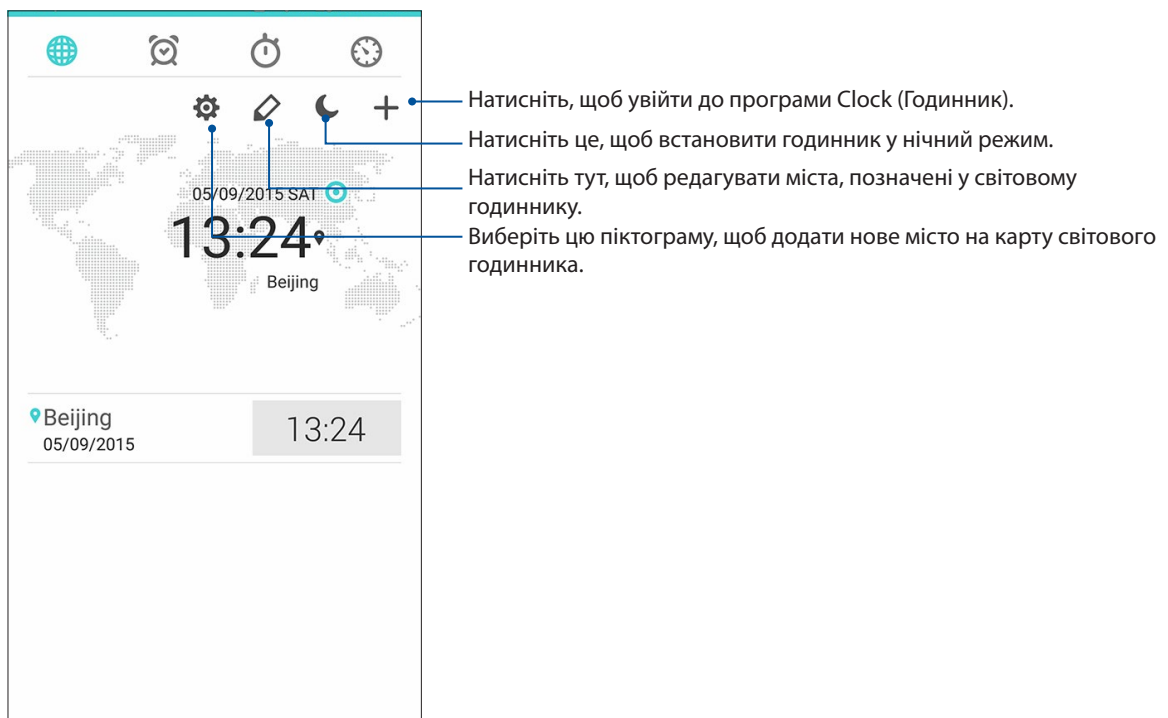 Натисніть, щоб увійти до програми Clock (Годинник).
Натисніть це, щоб встановити годинник у нічний режим.
Натисніть тут, щоб редагувати міста, позначені у світовому
годиннику.
Виберіть цю піктограму, щоб додати нове місто на карту світового
годинника.
05/09/2015 SAT
13:24
Beijing
Beijing
05/09/2015
13:24